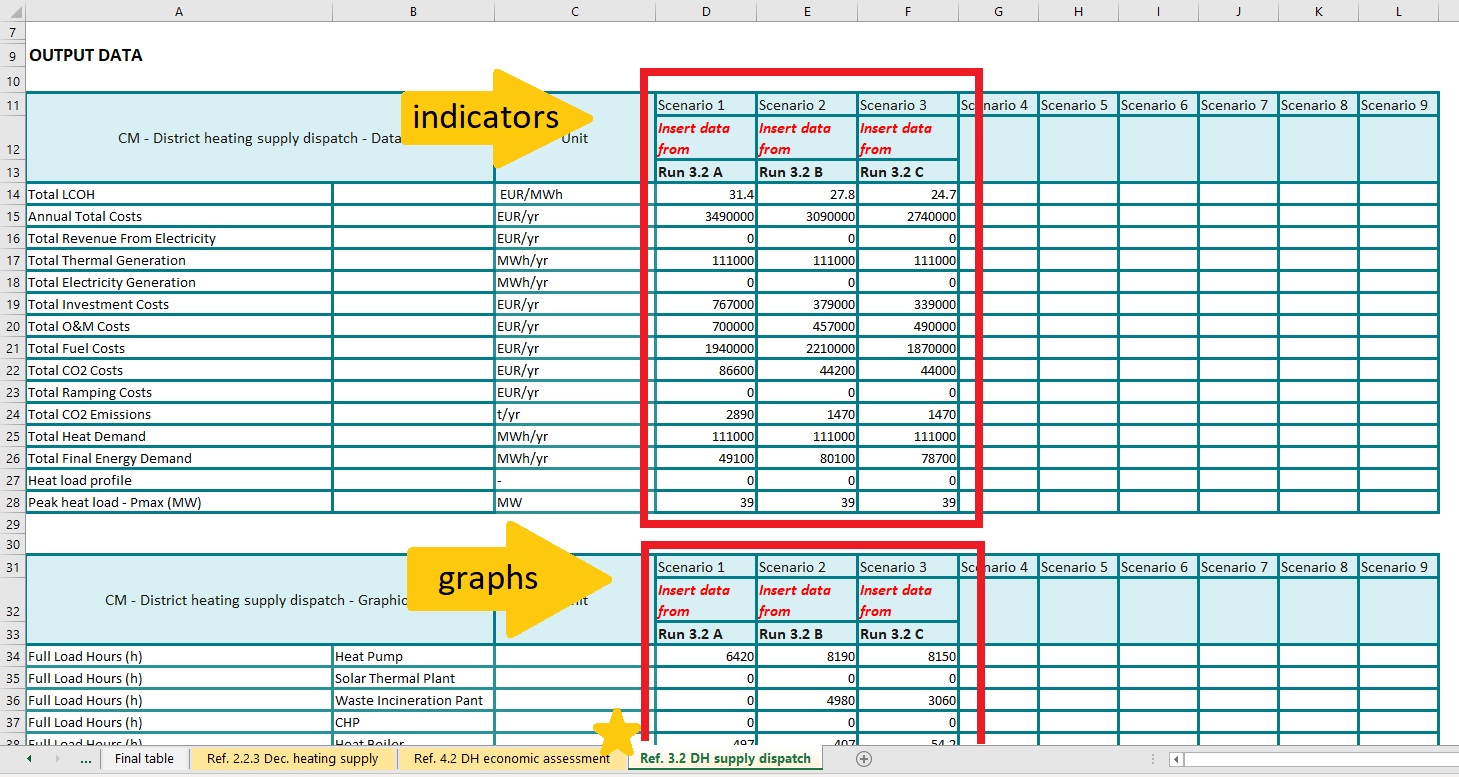 A B C D E F G H I J K L
7
9 OUTPUT DATA
10
indicators
11 Scenario 1 Scenario 2 Scenario 3 Scenario 4 Scenario 5 Scenario 6 Scenario 7 Scenario 8 Scenario 9
CM - District heating supply dispatch - Data Unit
12 Insert data from Insert data from Insert data from
13 Run 3.2 A Run 3.2 B Run 3.2 C
14 Total LCOH EUR/MWh 31.4 27.8 24.7
15 Annual Total Costs EUR/yr 3490000 3090000 2740000
16 Total Revenue From Electricity EUR/yr 0 0 0
17 Total Thermal Generation MWh/yr 111000 111000 111000
18 Total Electricity Generation MWh/yr 0 0 0
19 Total Investment Costs EUR/yr 767000 379000 339000
20 Total O&M Costs EUR/yr 700000 457000 490000
21 Total Fuel Costs EUR/yr 1940000 2210000 1870000
22 Total CO2 Costs EUR/yr 86600 44200 44000
23 Total Ramping Costs EUR/yr 0 0 0
24 Total CO2 Emissions t/yr 2890 1470 1470
25 Total Heat Demand MWh/yr 111000 111000 111000
26 Total Final Energy Demand MWh/yr 49100 80100 78700
27 Heat load profile - 0 0 0
28 Peak heat load - Pmax (MW) MW 39 39 39
29
30
graphs
31 Scenario 1 Scenario 2 Scenario 3 Scenario 4 Scenario 5 Scenario 6 Scenario 7 Scenario 8 Scenario 9
CM - District heating supply dispatch - Graphic
32 Insert data from Insert data from Insert data from
33 Run 3.2 A Run 3.2 B Run 3.2 C
34 Full Load Hours (h) Heat Pump 6420 8190 8150
35 Full Load Hours (h) Solar Thermal Plant 0 0 0
36 Full Load Hours (h) Waste Incineration Pant 0 4980 3060
37 Full Load Hours (h) CHP 0 0 0
38 Full Load Hours (h) Heat Boiler 497 407 54.2
... Final table Ref. 2.2.3 Dec. heating supply Ref. 4.2 DH economic assessment Ref. 3.2 DH supply dispatch